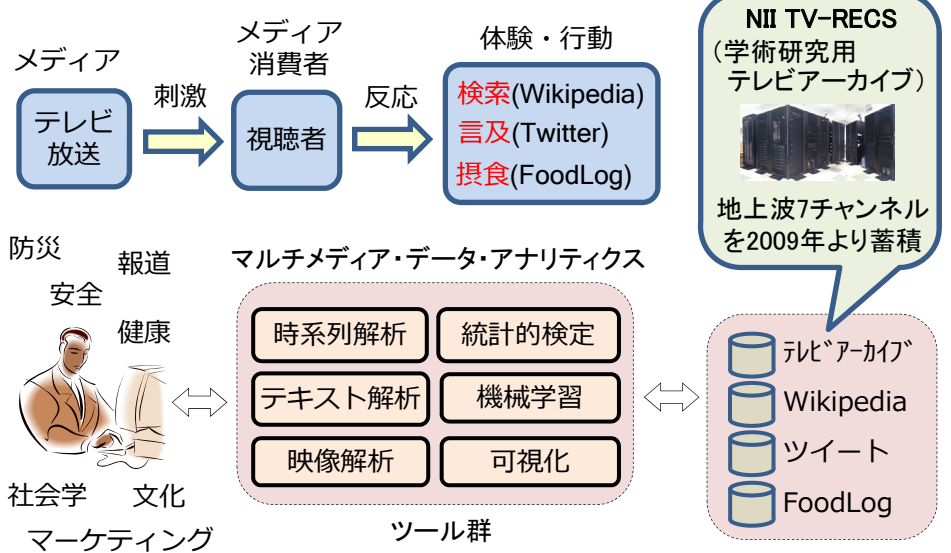 メディア
テレビ
放送
刺激
メディア
消費者
視聴者
反応
体験・行動
検索(Wikipedia)
言及(Twitter)
摂食(FoodLog)
NII TV-RECS
(学術研究用
テレビアーカイブ)
地上波7チャンネル
を2009年より蓄積
防災
報道
安全
健康
社会学
文化
マーケティング
マルチメディア・データ・アナリティクス
時系列解析
統計的検定
テキスト解析
機械学習
映像解析
可視化
ツール群
ﾃﾚﾋﾞｱｰｶｲﾌﾞ
Wikipedia
ツイート
FoodLog